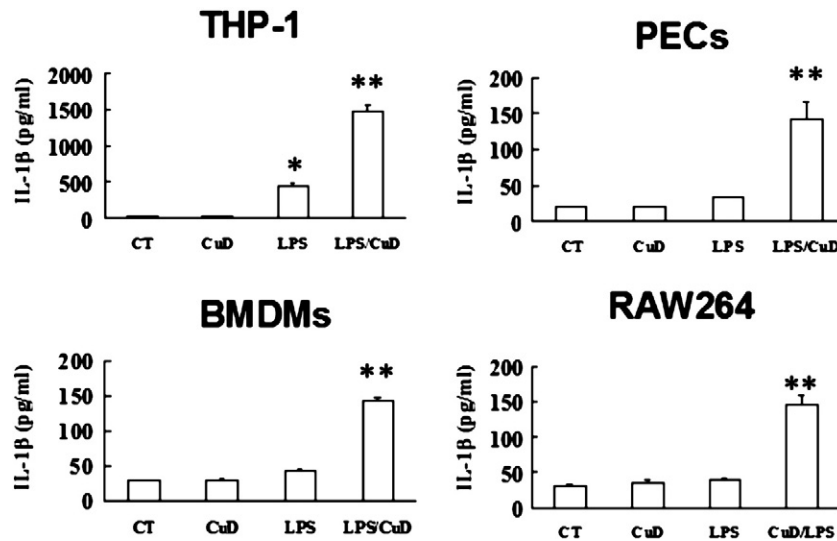 THP-1
IL-1β (pg/ml)
2000
1500
1000
500
0
*
**
CT CuD LPS LPS/CuD
PECs
IL-1β (pg/ml)
200
150
100
50
0
**
CT CuD LPS LPS/CuD
BMDMs
IL-1β (pg/ml)
200
150
100
50
0
**
CT CuD LPS LPS/CuD
RAW264
IL-1β (pg/ml)
200
150
100
50
0
**
CT CuD LPS CuD/LPS